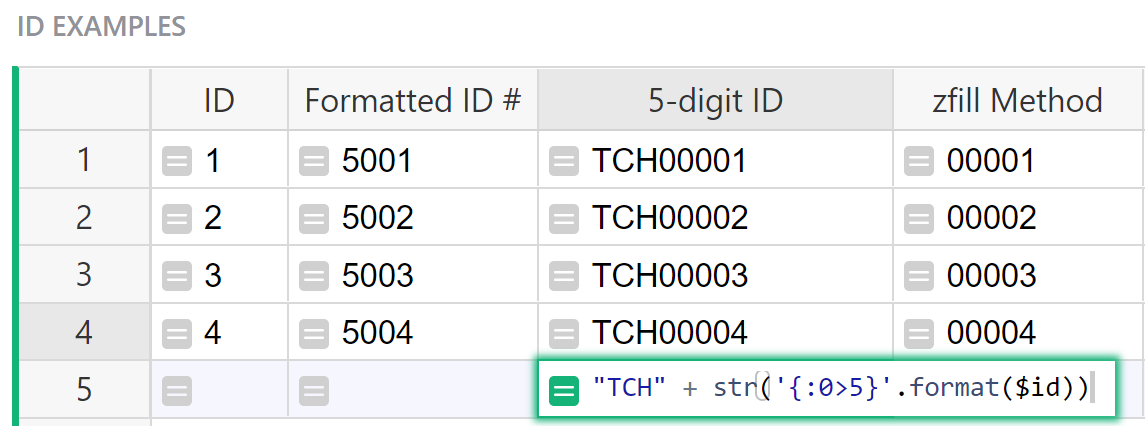 ID EXAMPLES
ID Formatted ID # 5-digit ID zfill Method
1 1 5001 TCH00001 00001
2 2 5002 TCH00002 00002
3 3 5003 TCH00003 00003
4 4 5004 TCH00004 00004
5 "TCH" + str('{:0>5}'.format($id))